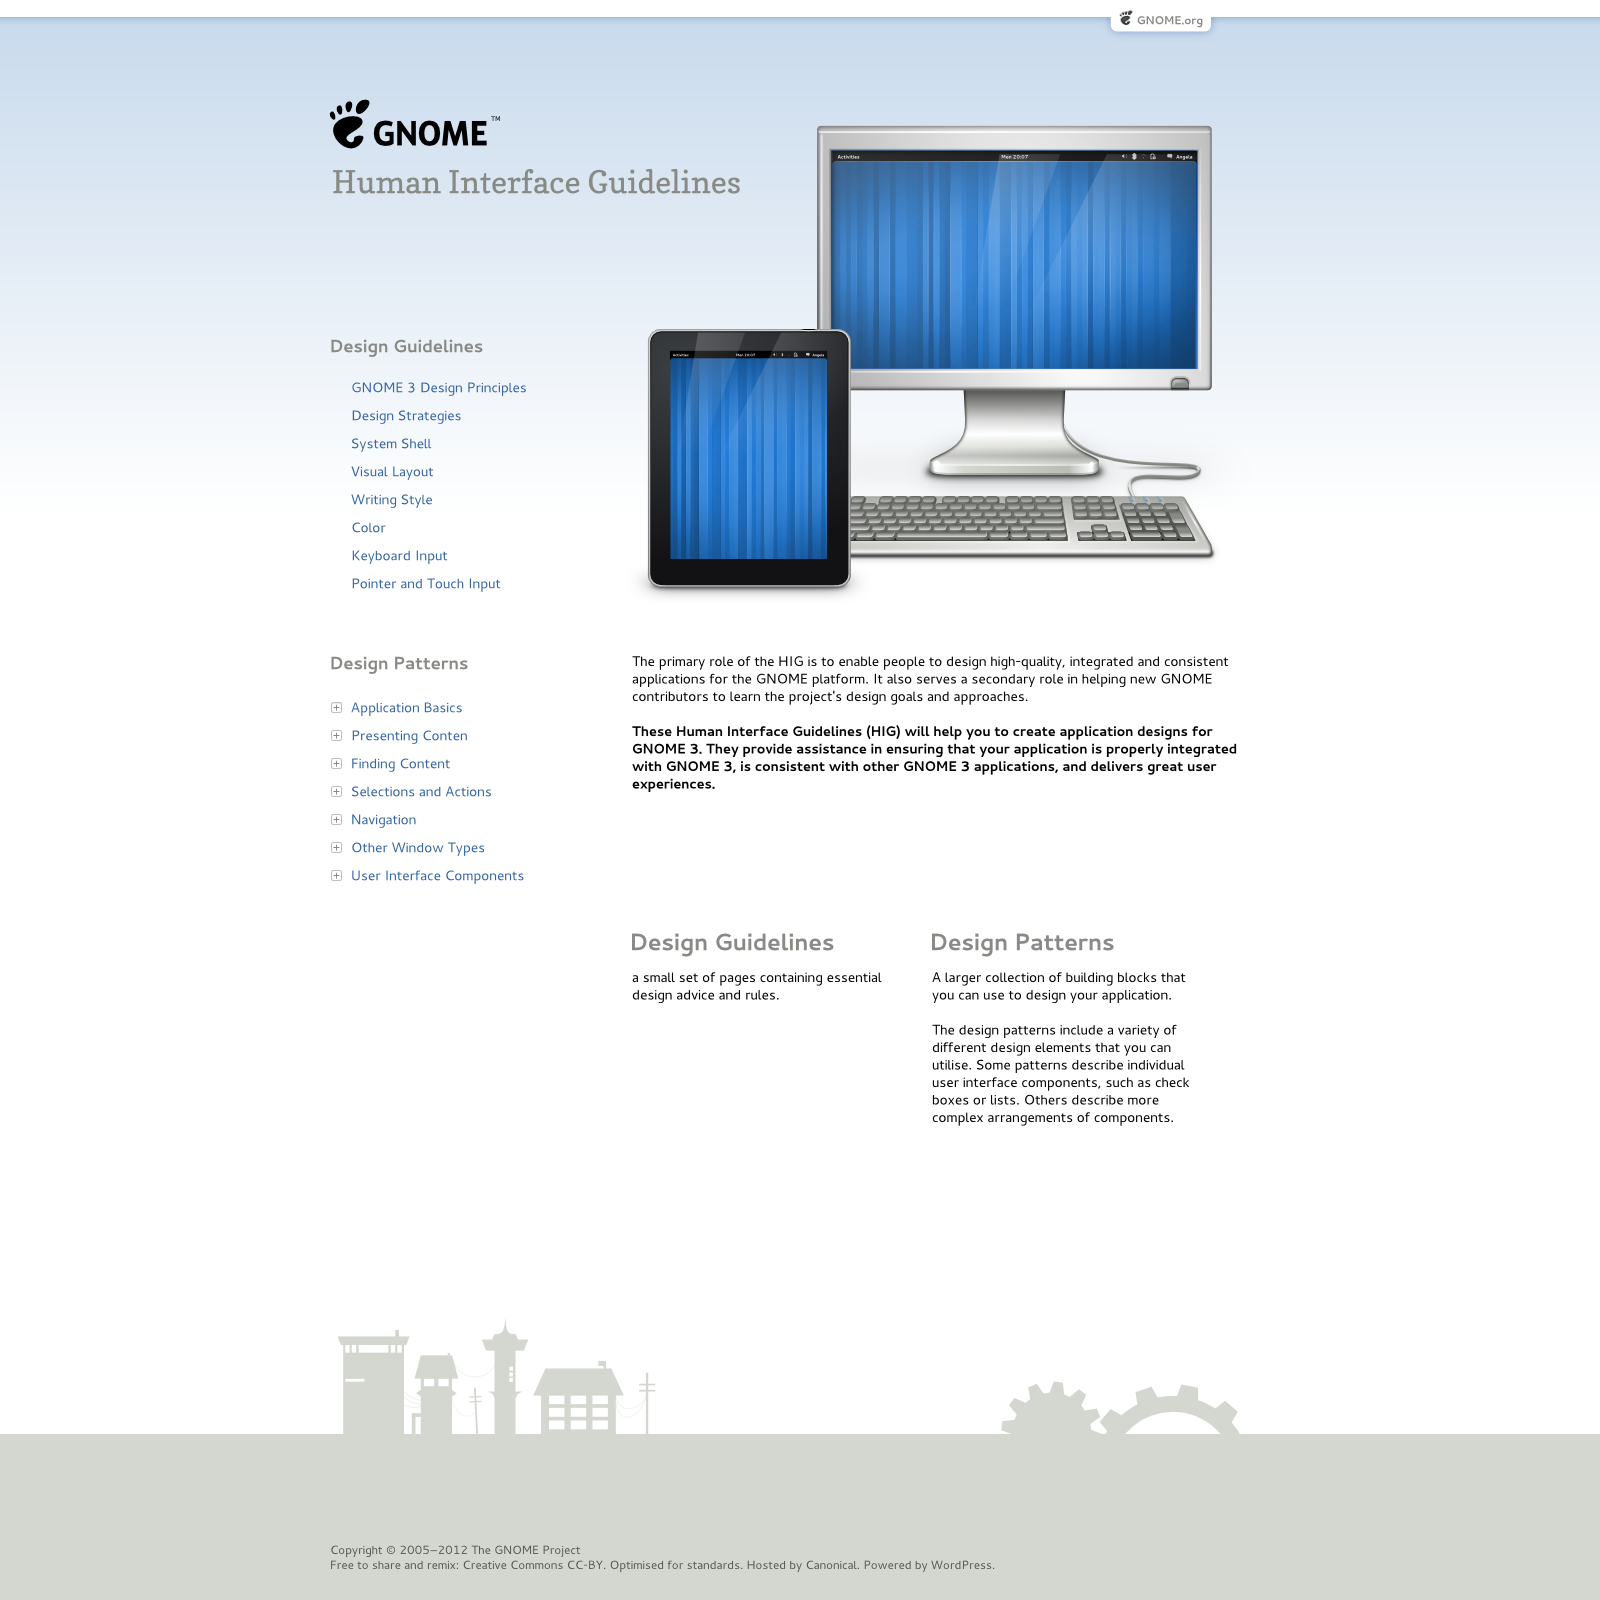 GNOME.org
GNOME™
Human Interface Guidelines
Activities
Mon 20:07
Angela
Activities
Mon 20:07
Angela
Design Guidelines
GNOME 3 Design Principles
Design Strategies
System Shell
Visual Layout
Writing Style
Color
Keyboard Input
Pointer and Touch Input
Design Patterns
Application Basics
Presenting Conten
Finding Content
Selections and Actions
Navigation
Other Window Types
User Interface Components
The primary role of the HIG is to enable people to design high-quality, integrated and consistent
applications for the GNOME platform. It also serves a secondary role in helping new GNOME
contributors to learn the project's design goals and approaches.
These Human Interface Guidelines (HIG) will help you to create application designs for
GNOME 3. They provide assistance in ensuring that your application is properly integrated
with GNOME 3, is consistent with other GNOME 3 applications, and delivers great user
experiences.
Design Guidelines
a small set of pages containing essential
design advice and rules.
Design Patterns
A larger collection of building blocks that
you can use to design your application.
The design patterns include a variety of
different design elements that you can
utilise. Some patterns describe individual
user interface components, such as check
boxes or lists. Others describe more
complex arrangements of components.
Copyright © 2005–2012 The GNOME Project
Free to share and remix: Creative Commons CC-BY. Optimised for standards. Hosted by Canonical. Powered by WordPress.